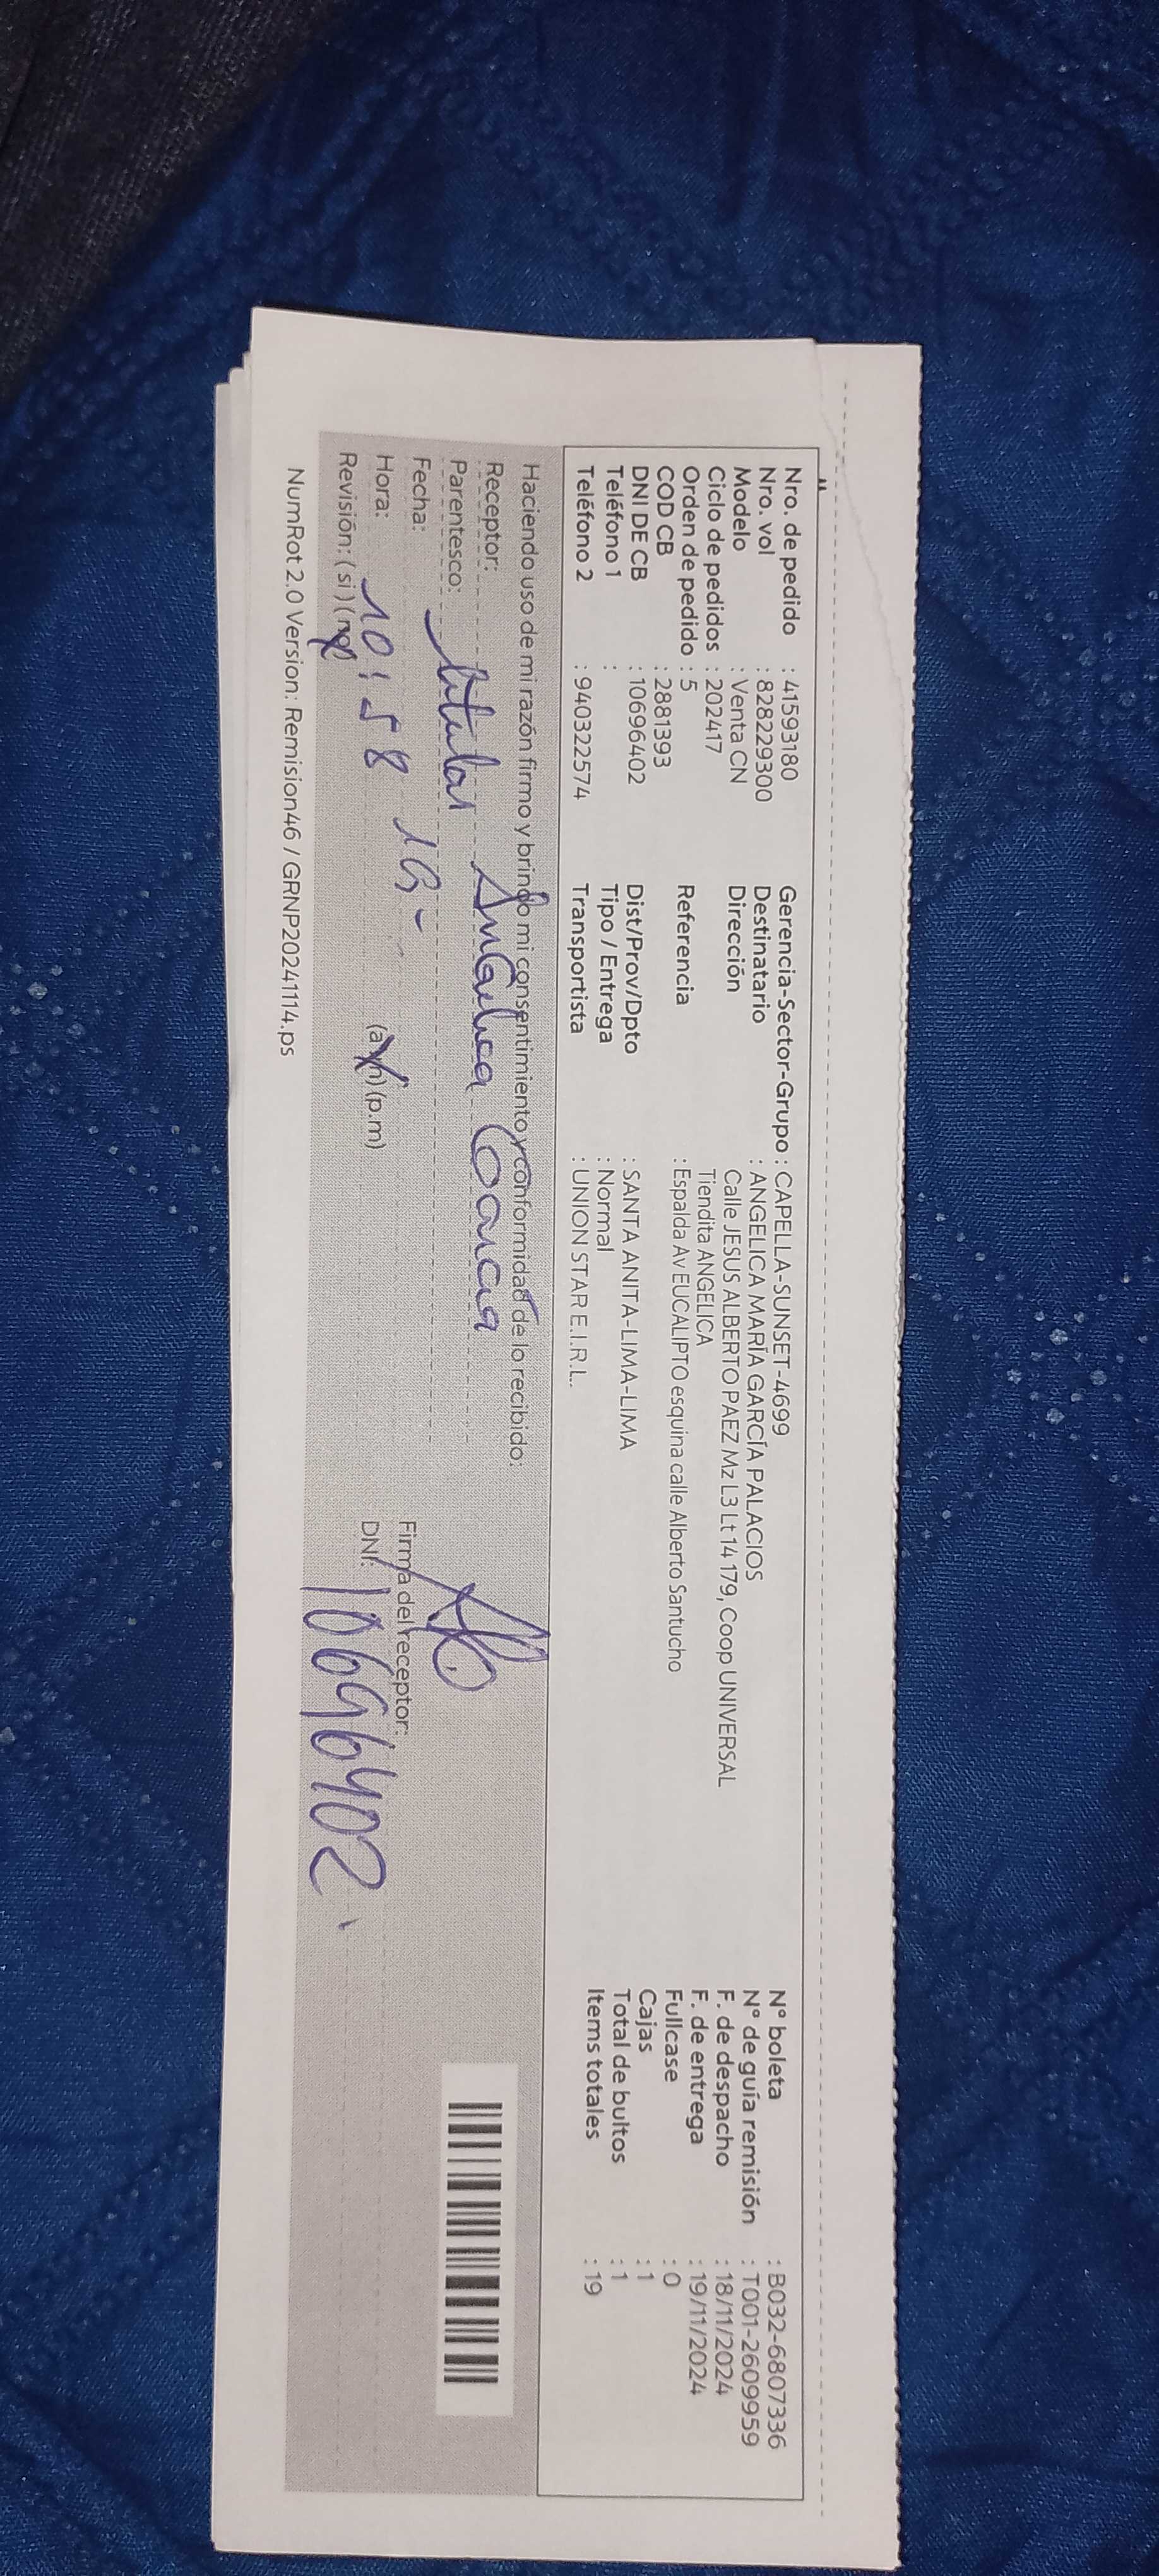 Nro. de pedido : 41593180 Gerencia-Sector-Grupo : CAPELLA-SUNSET-4699 N° boleta : B032-6807336
Nro. vol : 828229300 Destinatario : ANGELICA MARÍA GARCÍA PALACIOS N° de guía remisión : T001-2609959
Modelo : Venta CN Dirección Calle JESUS ALBERTO PAEZ Mz L3 Lt 14 179, Coop UNIVERSAL F. de despacho : 18/11/2024
Ciclo de pedidos : 202417 Tiendita ANGELICA F. de entrega : 19/11/2024
Orden de pedido : 5 Referencia : Espalda Av EUCALIPTO esquina calle Alberto Santucho Fullcase : 0
COD CB : 2881393 Cajas : 1
DNI DE CB : 10696402 Dist/Prov/Dpto : SANTA ANITA-LIMA-LIMA Total de bultos : 1
Teléfono 1 : Tipo / Entrega : Normal Items totales : 19
Teléfono 2 : 940322574 Transportista : UNION STAR E.I.R.L..
Haciendo uso de mi razón firmo y brindo mi consentimiento y conformidad de lo recibido:
Receptor: Angelica Garcia
Parentesco: titular
Fecha: 19- Firma del receptor:
Hora: 10:58 (a.m) (p.m) DNI: 10696402
Revisión: ( si ) ( no )
NumRot 2.0 Version: Remision46 / GRNP20241114.ps